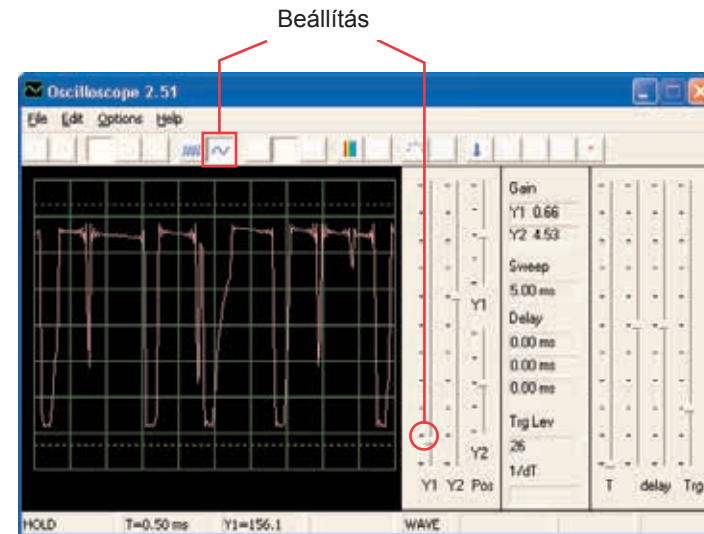 Beállítás
Oscilloscope 2.51
File Edit Options Help
Gain
Y1 0.66
Y2 4.53
Sweep
5.00 ms
Y1
Delay
0.00 ms
0.00 ms
0.00 ms
Trg Lev
26
Y2
1/dT
Y1 Y2 Pos
T delay Trg
HOLD T=0.50 ms Y1=156.1 WAVE